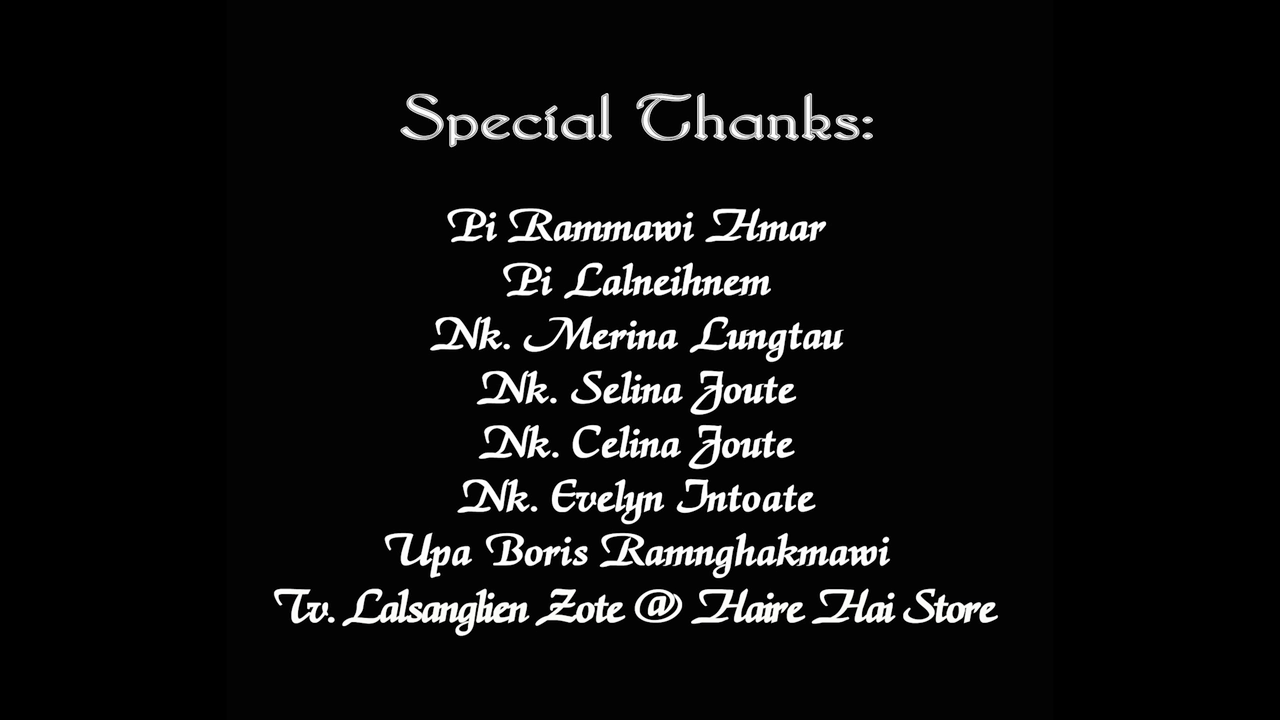 Special Thanks:
Pi Rammawi Hmar
Pi Lalneihnem
Nk. Merina Lungtau
Nk. Selina Joute
Nk. Celina Joute
Nk. Evelyn Intoate
Upa Boris Ramnghakmawi
Tv. Lalsanglien Zote @ Haire Hai Store